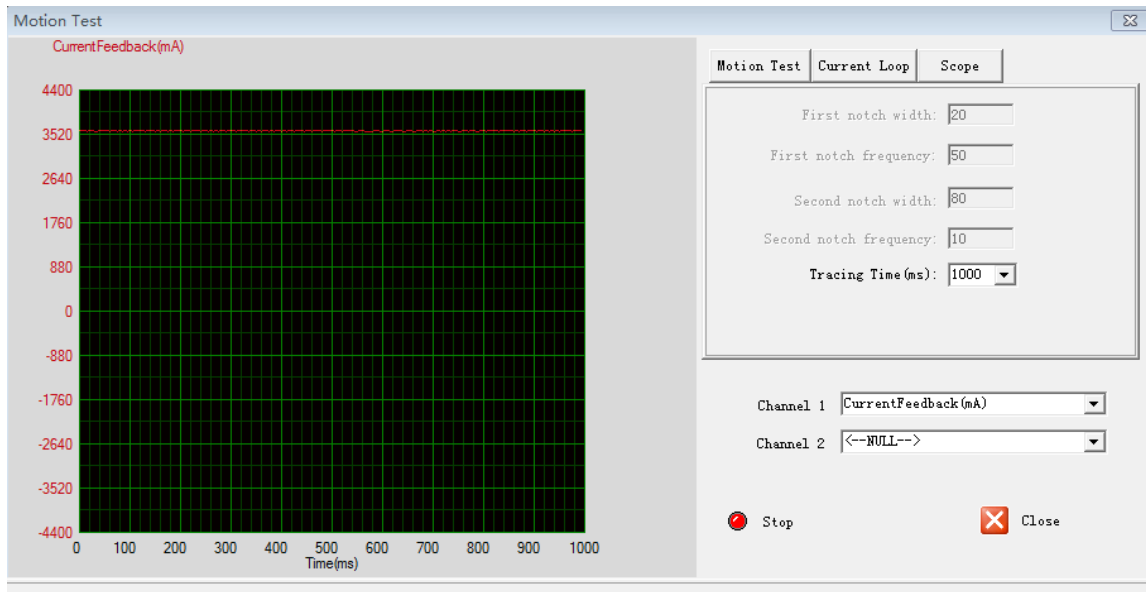 Motion Test
CurrentFeedback(mA)
4400
3520
2640
1760
880
0
-880
-1760
-2640
-3520
-4400
0 100 200 300 400 500 600 700 800 900 1000
Time(ms)
Motion Test Current Loop Scope
First notch width: 20
First notch frequency: 50
Second notch width: 80
Second notch frequency: 10
Tracing Time(ms): 1000
Channel 1 CurrentFeedback(mA)
Channel 2 <--NULL-->
Stop Close